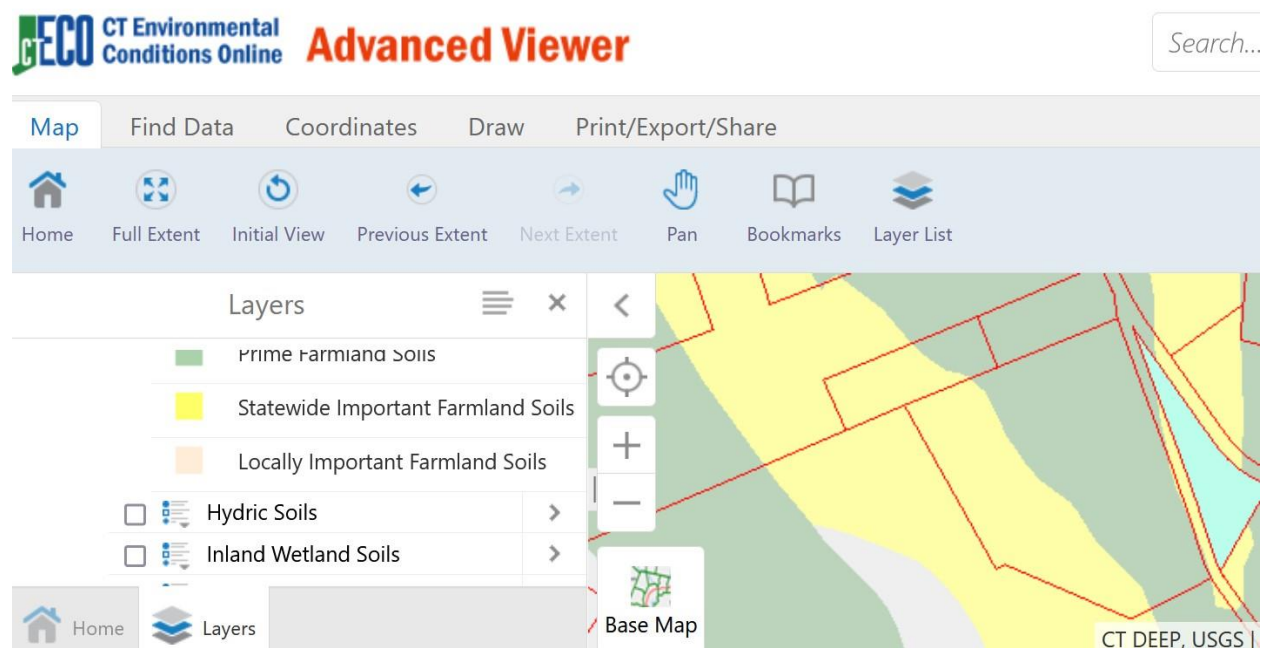 CT ECO CT Environmental Conditions Online Advanced Viewer
Search...
Map Find Data Coordinates Draw Print/Export/Share
Home Full Extent Initial View Previous Extent Next Extent Pan Bookmarks Layer List
Layers
Prime Farmland Soils
Statewide Important Farmland Soils
Locally Important Farmland Soils
Hydric Soils
Inland Wetland Soils
Home Layers
Base Map
CT DEEP, USGS |